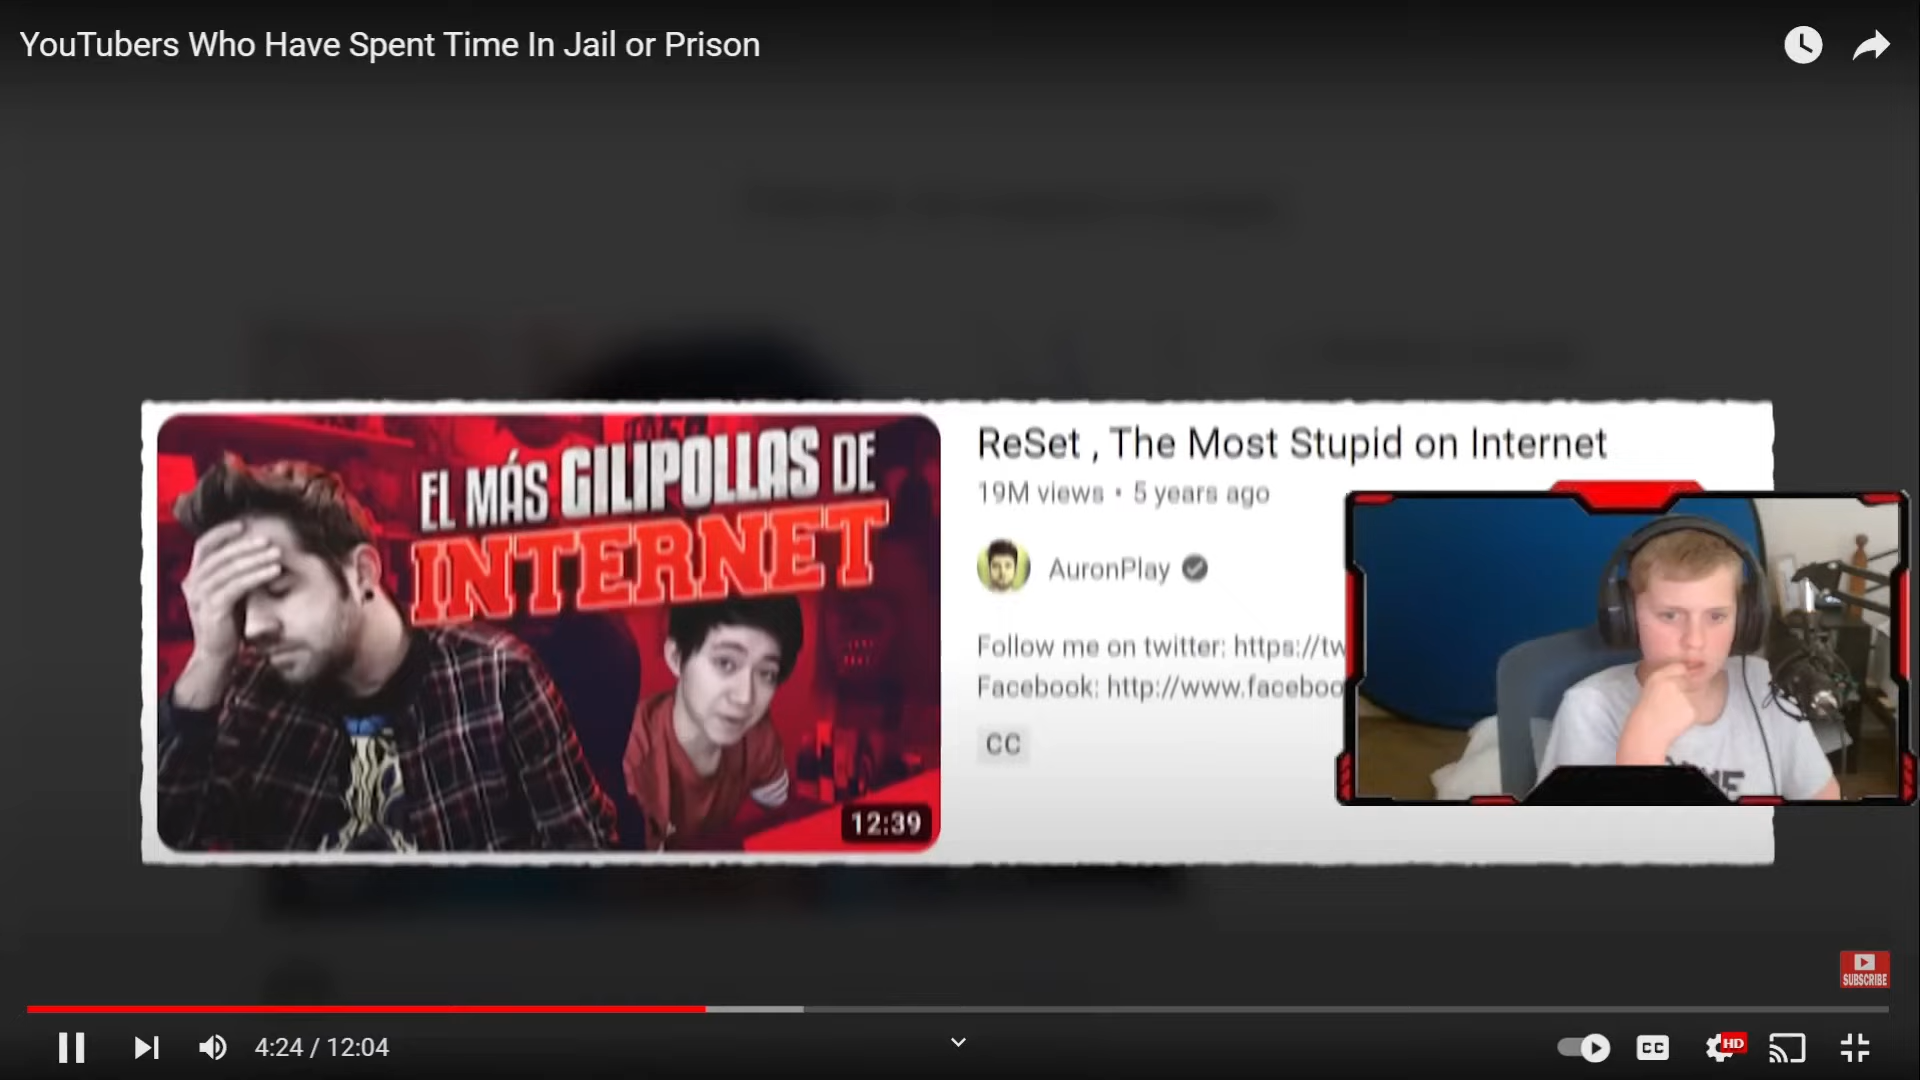 YouTubers Who Have Spent Time In Jail or Prison
EL MÁS GILIPOLLAS DE
INTERNET
12:39
ReSet , The Most Stupid on Internet
19M views • 5 years ago
AuronPlay
Follow me on twitter: https://tw
Facebook: http://www.faceboo
CC
SUBSCRIBE
4:24 / 12:04
CC
HD